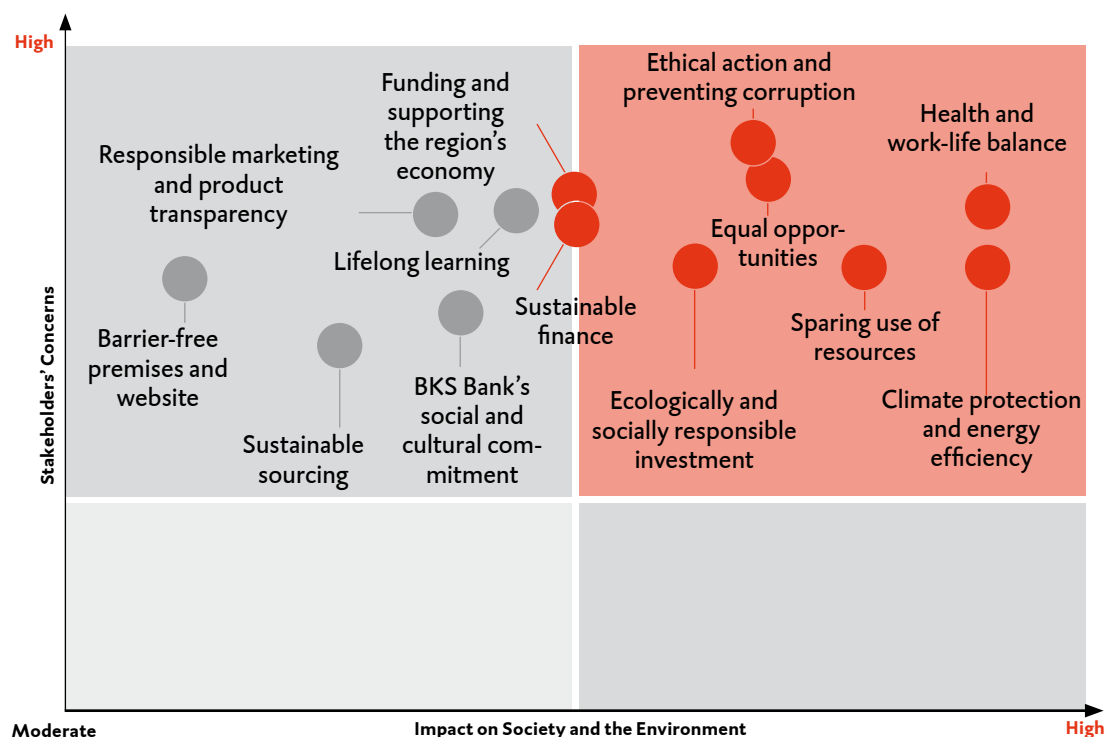 High
Ethical action and
preventing corruption
Funding and
supporting
the region's
economy
Health and
work-life balance
Responsible marketing
and product
transparency
Equal oppor-
tunities
Lifelong learning
Sustainable
finance
Sparing use of
resources
Barrier-free
premises and
website
BKS Bank's
social and
cultural com-
mitment
Ecologically and
socially responsible
investment
Climate protection
and energy
efficiency
Sustainable
sourcing
Stakeholders' Concerns
Moderate
Impact on Society and the Environment
High